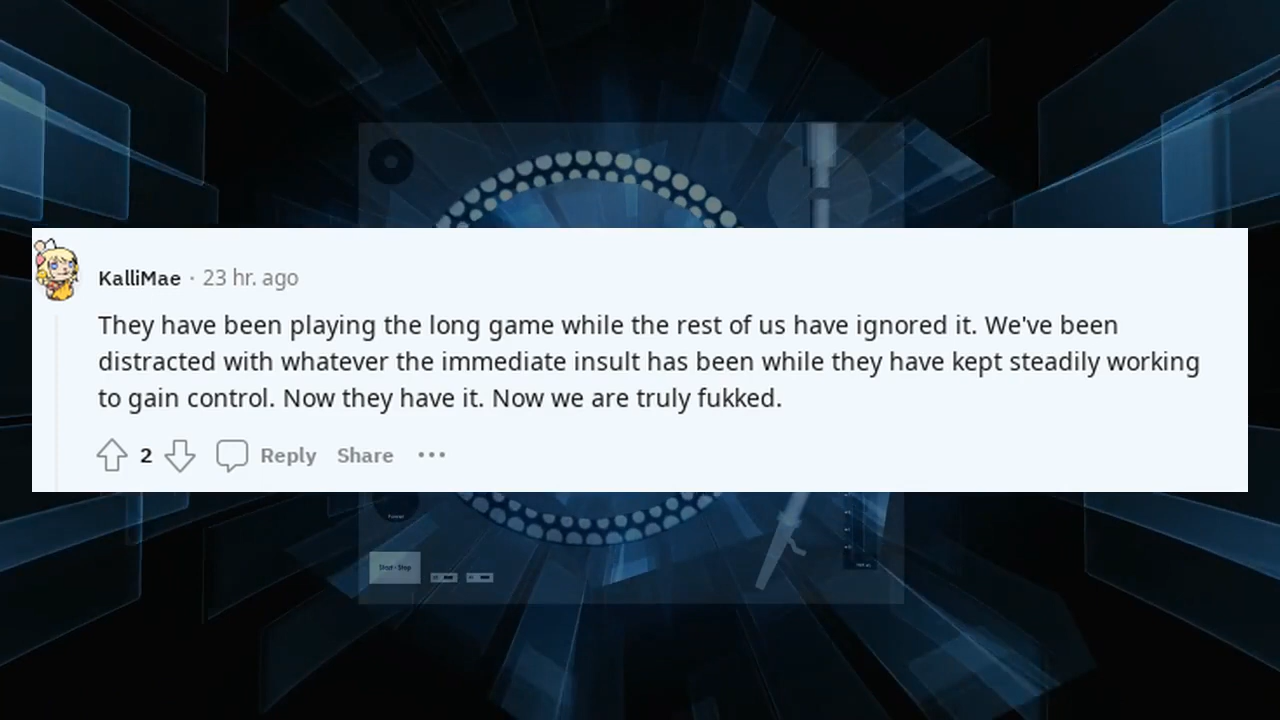 KalliMae · 23 hr. ago
They have been playing the long game while the rest of us have ignored it. We've been
distracted with whatever the immediate insult has been while they have kept steadily working
to gain control. Now they have it. Now we are truly fukked.
2 Reply Share ...
Start · Stop